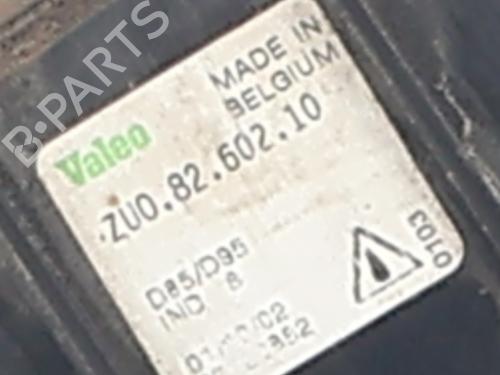 B-PARTS
Valeo
MADE IN
BELGIUM
ZU0.82.602.10
D85/D95
IND 8
0103